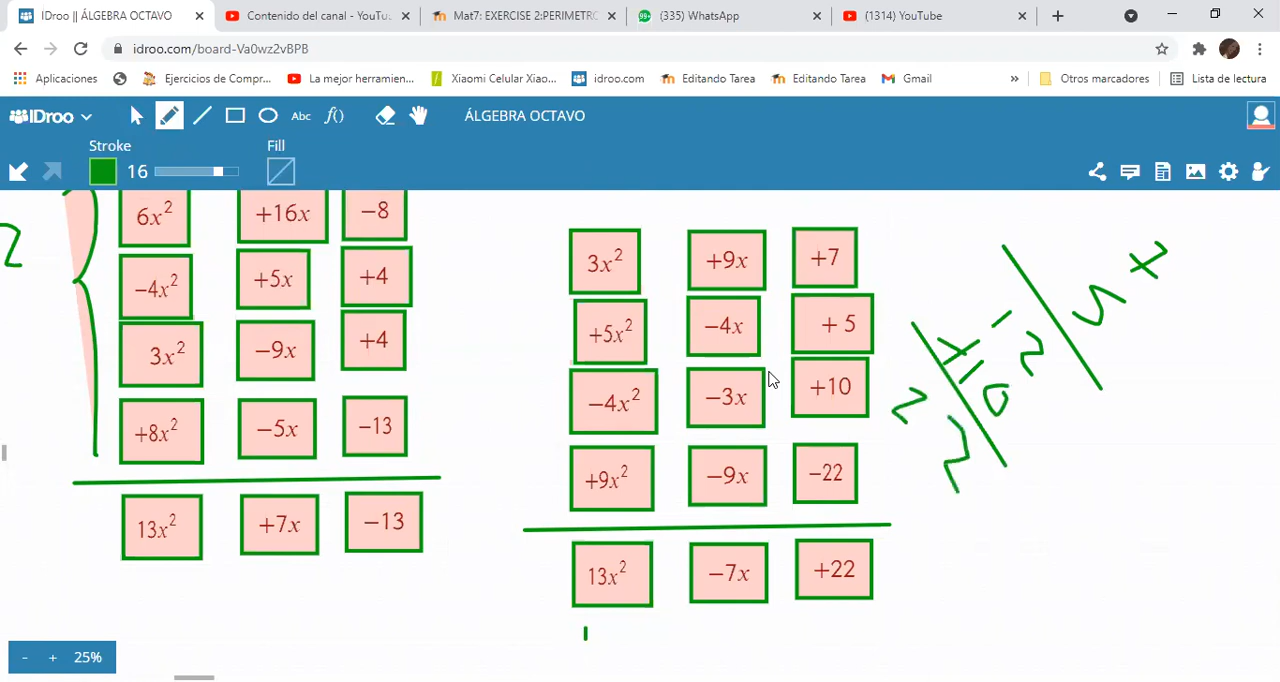 IDroo || ÁLGEBRA OCTAVO
Contenido del canal - YouTu
Mat7: EXERCISE 2:PERIMETRO
(335) WhatsApp
(1314) YouTube
idroo.com/board-Va0wz2vBPB
Aplicaciones
Ejercicios de Compr...
La mejor herramien...
Xiaomi Celular Xiao...
idroo.com
Editando Tarea
Editando Tarea
Gmail
»
Otros marcadores
Lista de lectura
IDroo
Abc
f()
ÁLGEBRA OCTAVO
Stroke
Fill
16
2
6x² +16x −8
−4x² +5x +4
3x² −9x +4
+8x² −5x −13
13x² +7x −13
3x² +9x +7
+5x² −4x + 5
−4x² −3x +10
+9x² −9x −22
13x² −7x +22
- + 25%